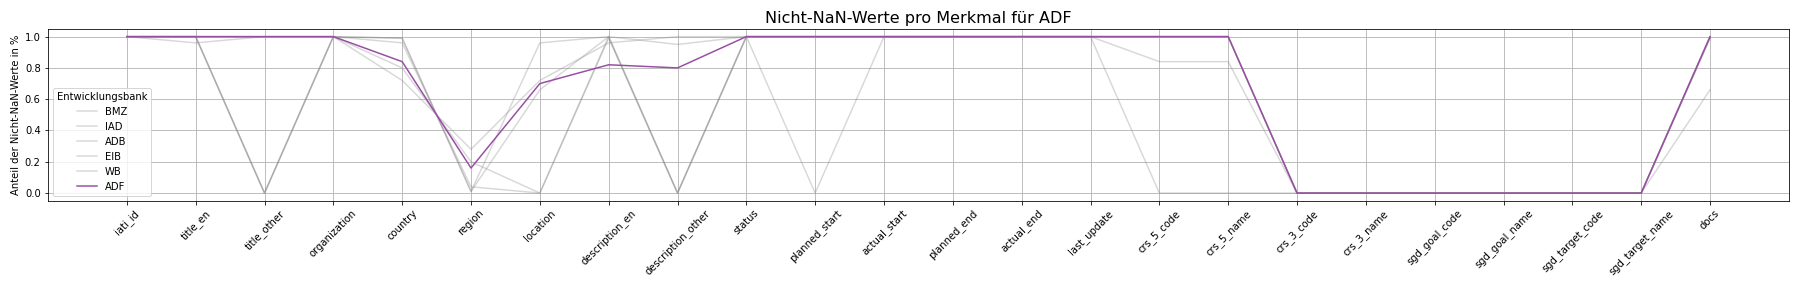 Nicht-NaN-Werte pro Merkmal für ADF
Anteil der Nicht-NaN-Werte in %
1.0
0.8
0.6
0.4
0.2
0.0
Entwicklungsbank
BMZ
IAD
ADB
EIB
WB
ADF
iati_id
title_en
title_other
organization
country
region
location
description_en
description_other
status
planned_start
actual_start
planned_end
actual_end
last_update
crs_5_code
crs_5_name
crs_3_code
crs_3_name
sgd_goal_code
sgd_goal_name
sgd_target_code
sgd_target_name
docs